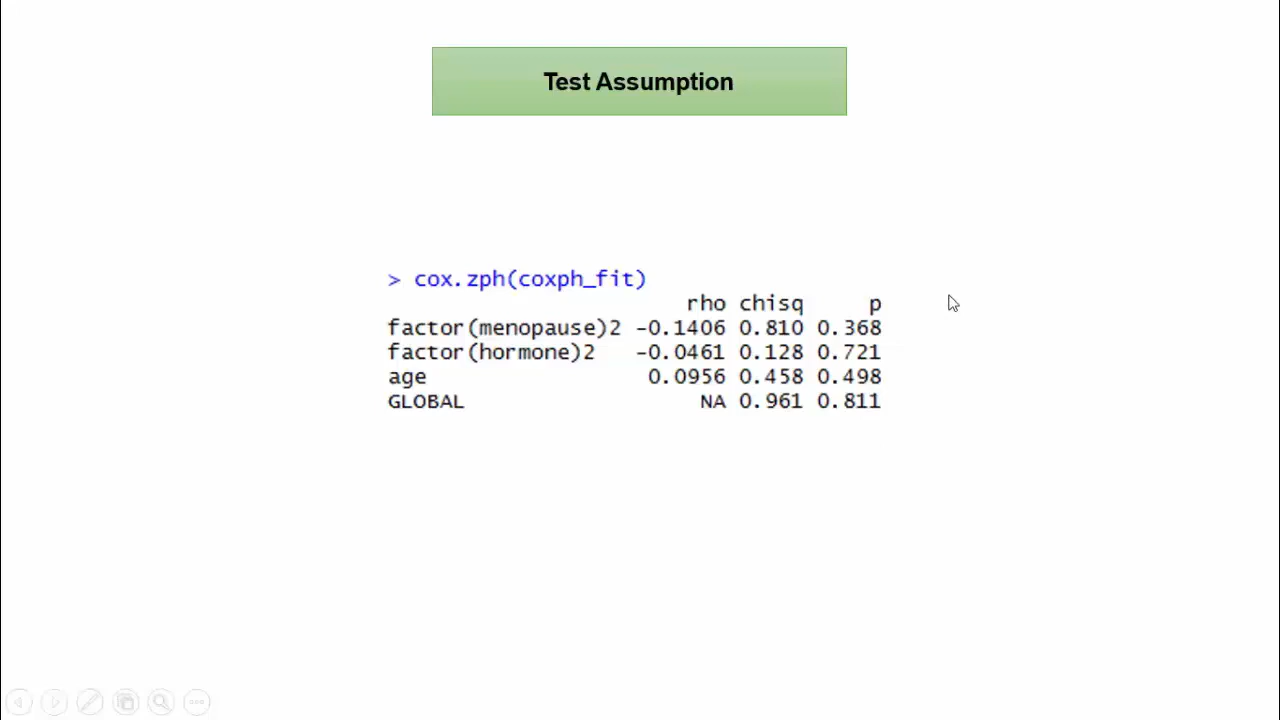 Test Assumption
> cox.zph(coxph_fit)
rho chisq p
factor(menopause)2 -0.1406 0.810 0.368
factor(hormone)2 -0.0461 0.128 0.721
age 0.0956 0.458 0.498
GLOBAL NA 0.961 0.811